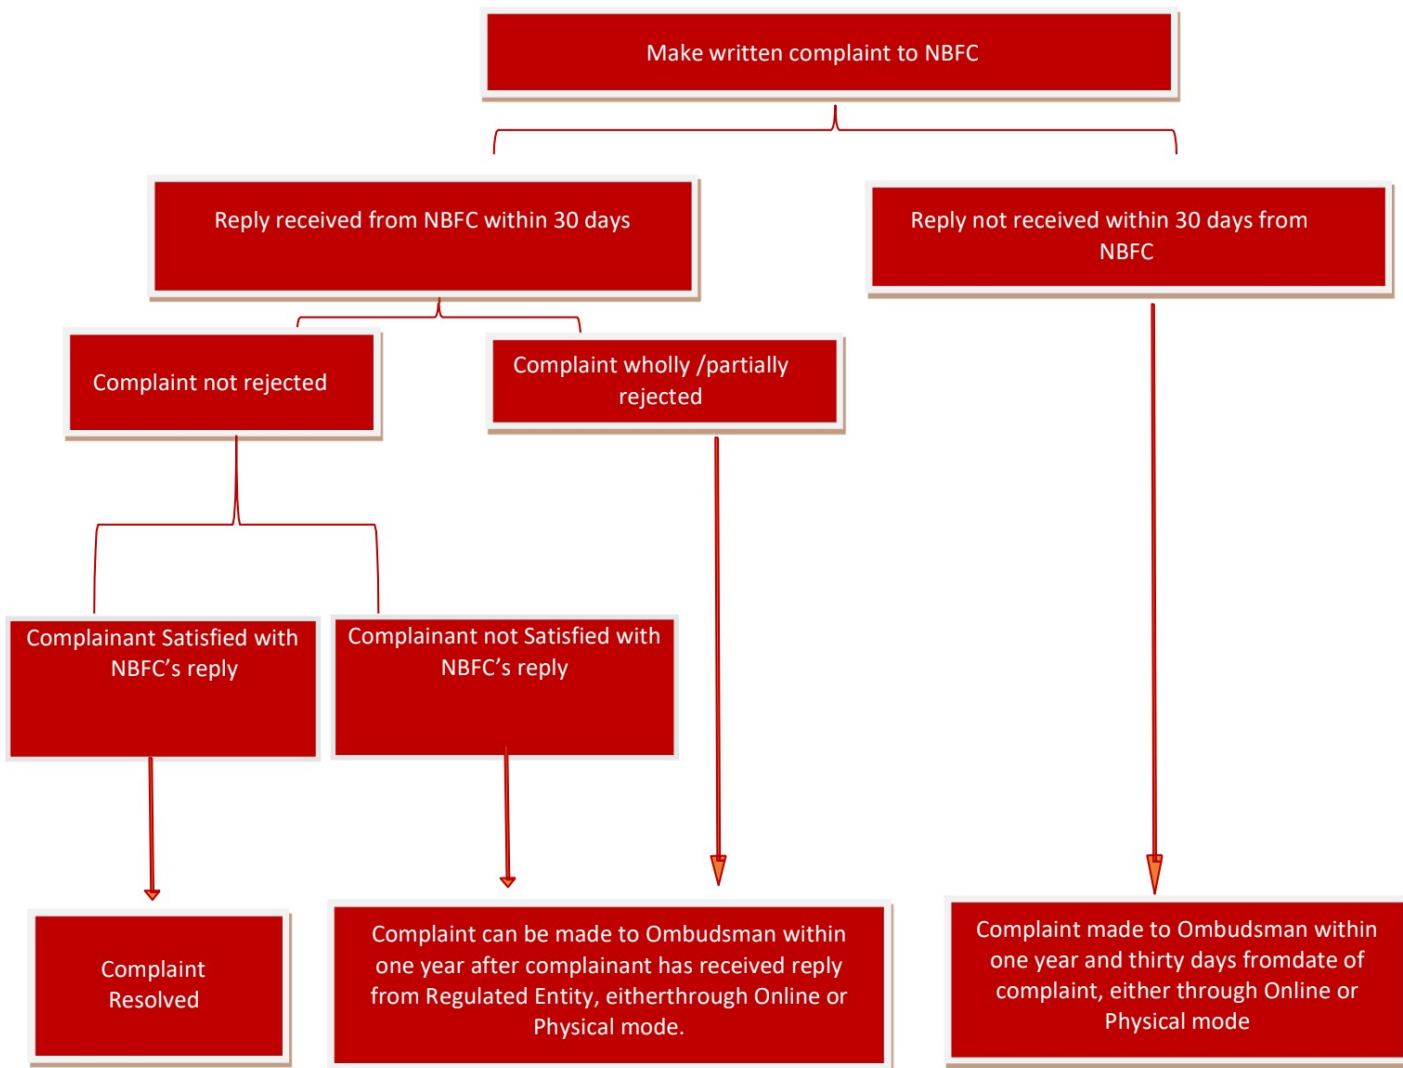 Make written complaint to NBFC
Reply received from NBFC within 30 days
Reply not received within 30 days from
NBFC
Complaint not rejected
Complaint wholly /partially
rejected
Complainant Satisfied with
NBFC’s reply
Complainant not Satisfied with
NBFC’s reply
Complaint
Resolved
Complaint can be made to Ombudsman within
one year after complainant has received reply
from Regulated Entity, eitherthrough Online or
Physical mode.
Complaint made to Ombudsman within
one year and thirty days fromdate of
complaint, either through Online or
Physical mode